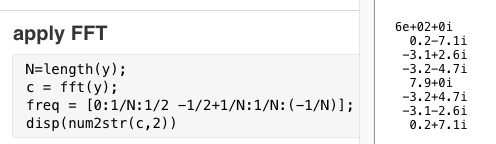 apply FFT
N=length(y);
c = fft(y);
freq = [0:1/N:1/2 -1/2+1/N:1/N:(-1/N)];
disp(num2str(c,2))
6e+02+0i
0.2-7.1i
-3.1+2.6i
-3.2-4.7i
7.9+0i
-3.2+4.7i
-3.1-2.6i
0.2+7.1i